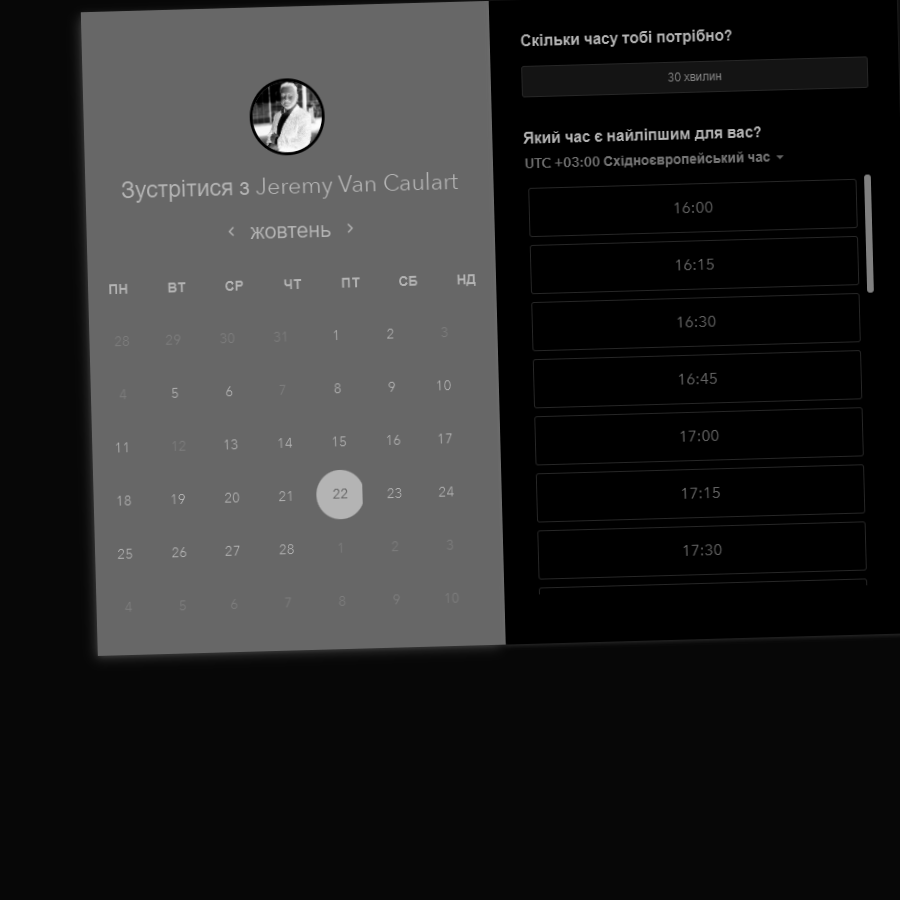 Зустрітися з Jeremy Van Caulart
жовтень
ПН ВТ СР ЧТ ПТ СБ НД
28 29 30 31 1 2 3
4 5 6 7 8 9 10
11 12 13 14 15 16 17
18 19 20 21 22 23 24
25 26 27 28 1 2 3
4 5 6 7 8 9 10
Скільки часу тобі потрібно?
30 хвилин
Який час є найліпшим для вас?
UTC +03:00 Східноєвропейський час
16:00
16:15
16:30
16:45
17:00
17:15
17:30